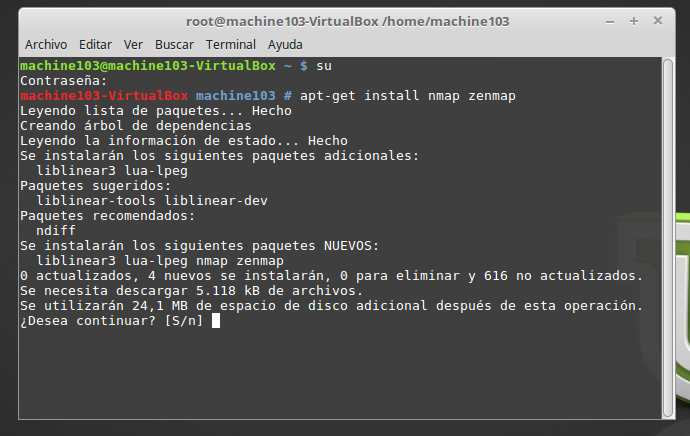 root@machine103-VirtualBox /home/machine103
Archivo Editar Ver Buscar Terminal Ayuda
machine103@machine103-VirtualBox ~ $ su
Contraseña:
machine103-VirtualBox machine103 # apt-get install nmap zenmap
Leyendo lista de paquetes... Hecho
Creando árbol de dependencias
Leyendo la información de estado... Hecho
Se instalarán los siguientes paquetes adicionales:
  liblinear3 lua-lpeg
Paquetes sugeridos:
  liblinear-tools liblinear-dev
Paquetes recomendados:
  ndiff
Se instalarán los siguientes paquetes NUEVOS:
  liblinear3 lua-lpeg nmap zenmap
0 actualizados, 4 nuevos se instalarán, 0 para eliminar y 616 no actualizados.
Se necesita descargar 5.118 kB de archivos.
Se utilizarán 24,1 MB de espacio de disco adicional después de esta operación.
¿Desea continuar? [S/n]